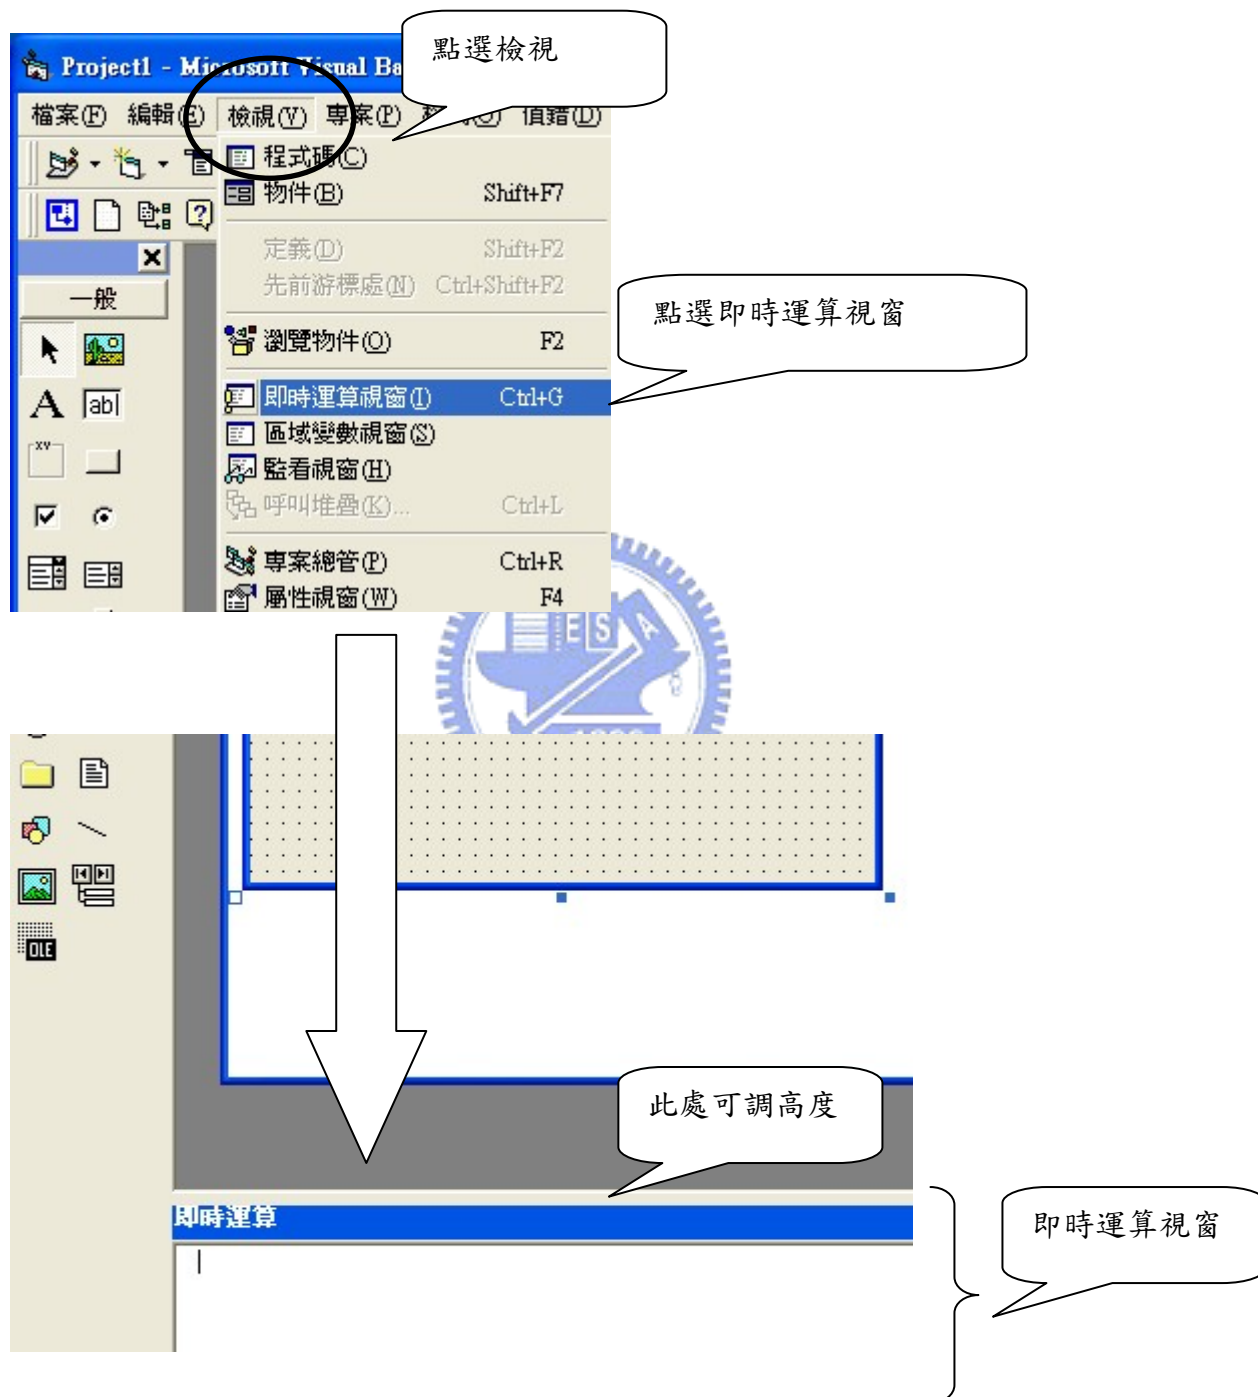 點選檢視
Project1 - Microsoft Visual Ba
檔案(F) 編輯(E) 檢視(V) 專案(P) (O) 偵錯(D)
程式碼(C)
物件(B) Shift+F7
定義(D) Shift+F2
先前游標處(N) Ctrl+Shift+F2
一般
點選即時運算視窗
瀏覽物件(O) F2
A abl
即時運算視窗(I) Ctrl+G
區域變數視窗(S)
xv
監看視窗(H)
呼叫堆疊(K)... Ctrl+L
專案總管(P) Ctrl+R
屬性視窗(W) F4
E S A
OLE
此處可調高度
即時運算
即時運算視窗